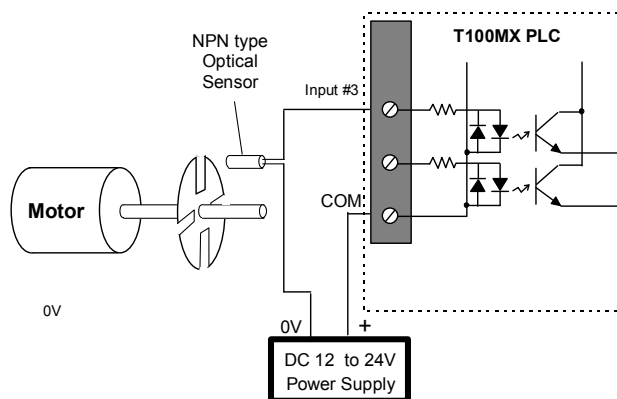 T100MX PLC
NPN type
Optical
Sensor
Input #3
Motor
COM
0V
0V
+
DC 12 to 24V
Power Supply